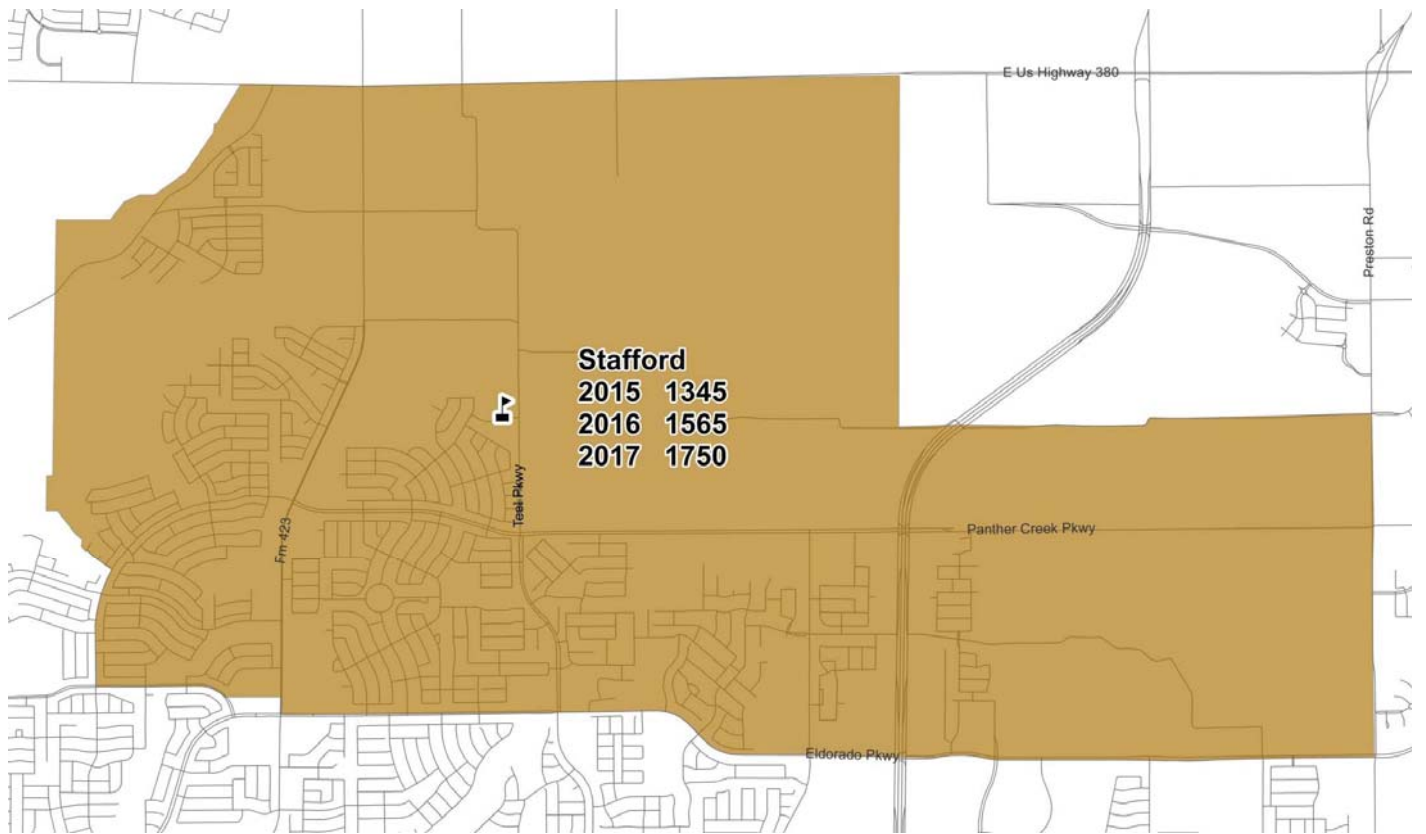 E Us Highway 380
Preston Rd
Stafford
2015 1345
2016 1565
2017 1750
Teel Pkwy
Fm 423
Panther Creek Pkwy
Eldorado Pkwy